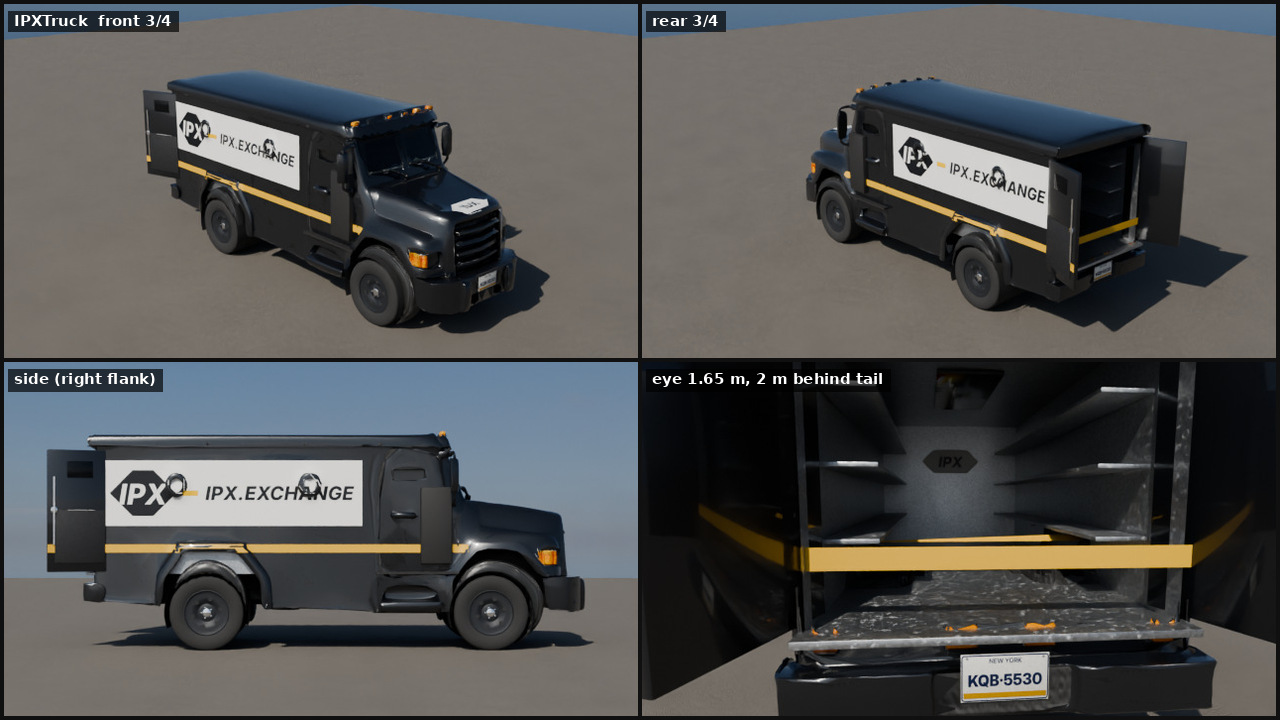 IPXTruck front 3/4
IPX
IPX.EXCHANGE
IPX
rear 3/4
IPX
IPX.EXCHANGE
side (right flank)
IPX
IPX.EXCHANGE
eye 1.65 m, 2 m behind tail
IPX
NEW YORK
KQB·5530